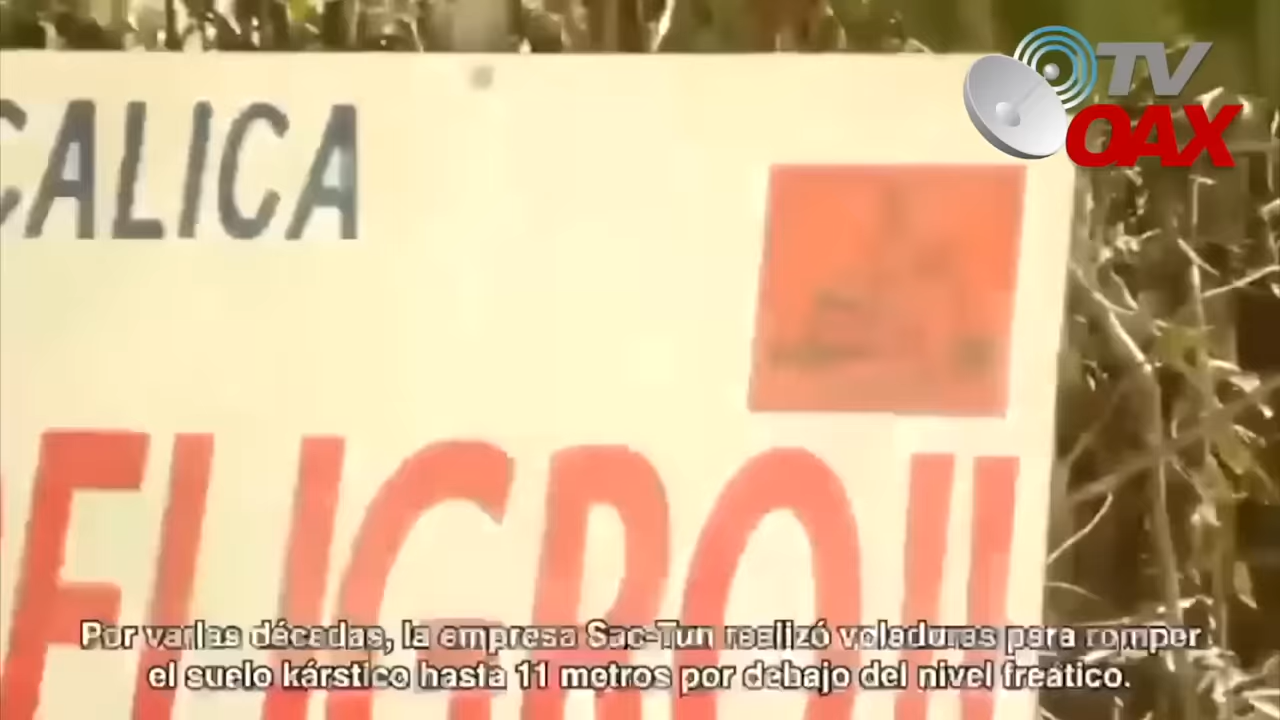 TV
OAX
CALICA
PELIGRO!!
Por varias décadas, la empresa Sac-Tun realizó voladuras para romper
el suelo kárstico hasta 11 metros por debajo del nivel freático.